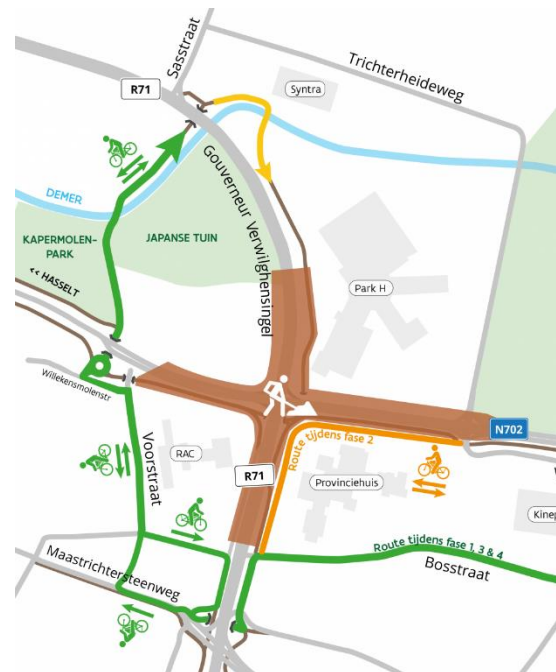 Sasstraat
R71
Syntra
Trichterheideweg
Gouverneur Verwilghensingel
DEMER
KAPERMOLEN-
PARK
JAPANSE TUIN
<< HASSELT
Park H
Willekensmolenstr
N702
Route tijdens fase 2
Voorstraat
RAC
R71
Provinciehuis
Kinep
Route tijdens fase 1, 3 & 4
Bosstraat
Maastrichtersteenweg